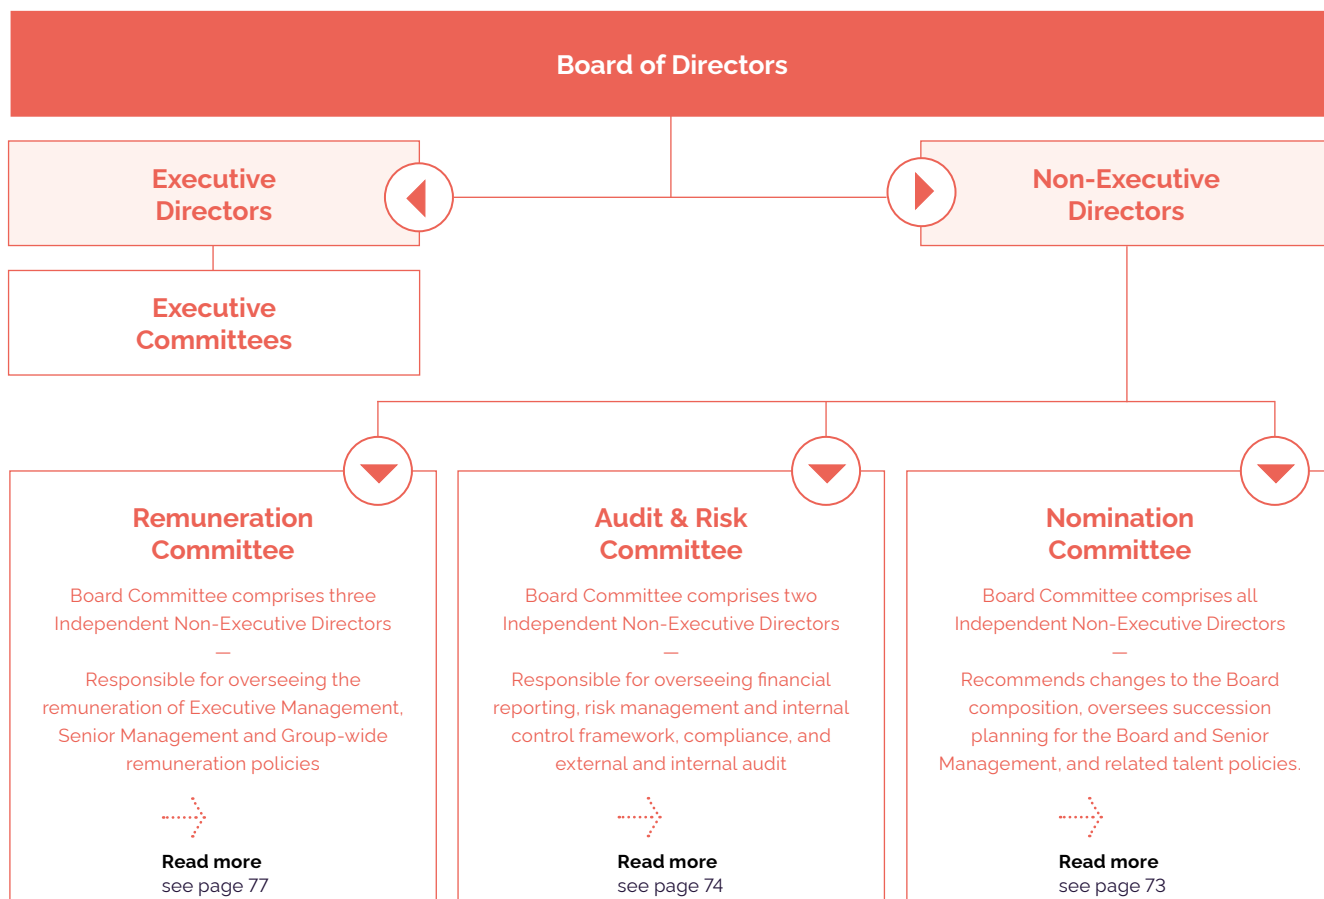 Board of Directors
Executive
Directors
Non-Executive
Directors
Executive
Committees
Remuneration
Committee
Board Committee comprises three
Independent Non-Executive Directors
—
Responsible for overseeing the
remuneration of Executive Management,
Senior Management and Group-wide
remuneration policies
Read more
see page 77
Audit & Risk
Committee
Board Committee comprises two
Independent Non-Executive Directors
—
Responsible for overseeing financial
reporting, risk management and internal
control framework, compliance, and
external and internal audit
Read more
see page 74
Nomination
Committee
Board Committee comprises all
Independent Non-Executive Directors
—
Recommends changes to the Board
composition, oversees succession
planning for the Board and Senior
Management, and related talent policies.
Read more
see page 73